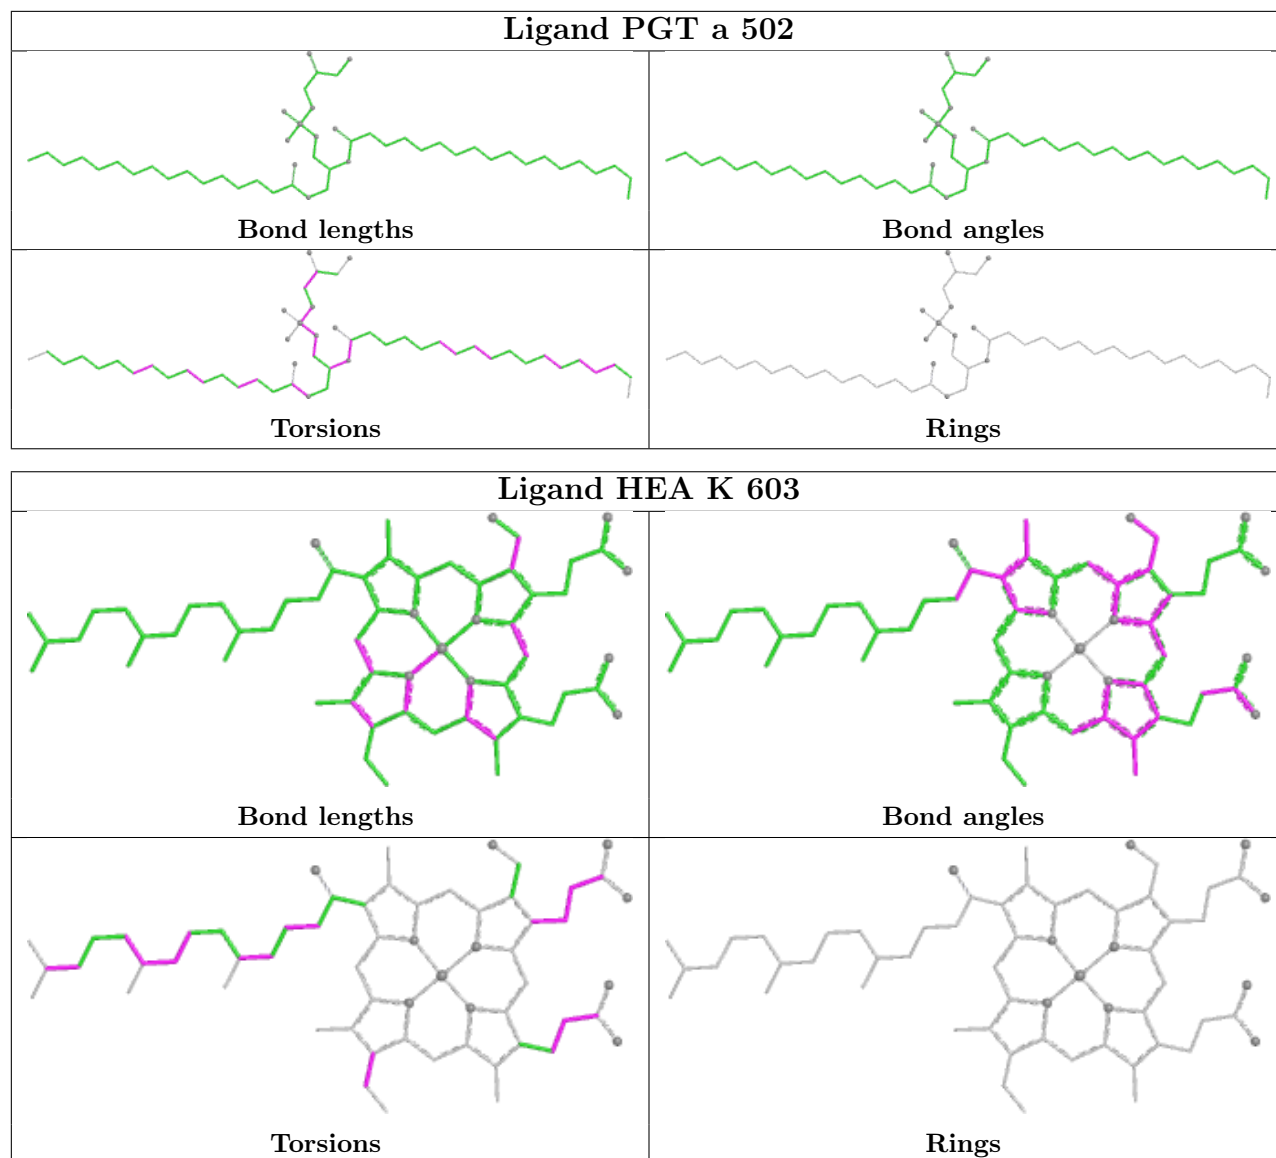 Ligand PGT a 502
Bond lengths
Bond angles
Torsions
Rings
Ligand HEA K 603
Bond lengths
Bond angles
Torsions
Rings